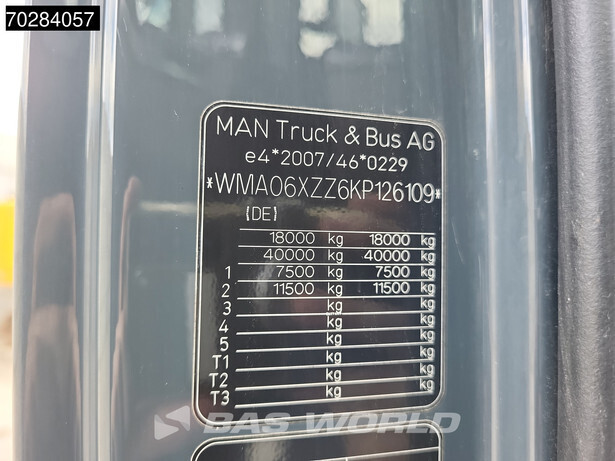 70284057
MAN Truck & Bus AG
e4*2007/46*0229
*WMA06XZZ6KP126109*
(DE)
18000 kg 18000 kg
40000 kg 40000 kg
1 7500 kg 7500 kg
2 11500 kg 11500 kg
3 kg kg
4 kg kg
5 kg kg
T1 kg kg
T2 kg kg
T3 kg kg
BAS WORLD